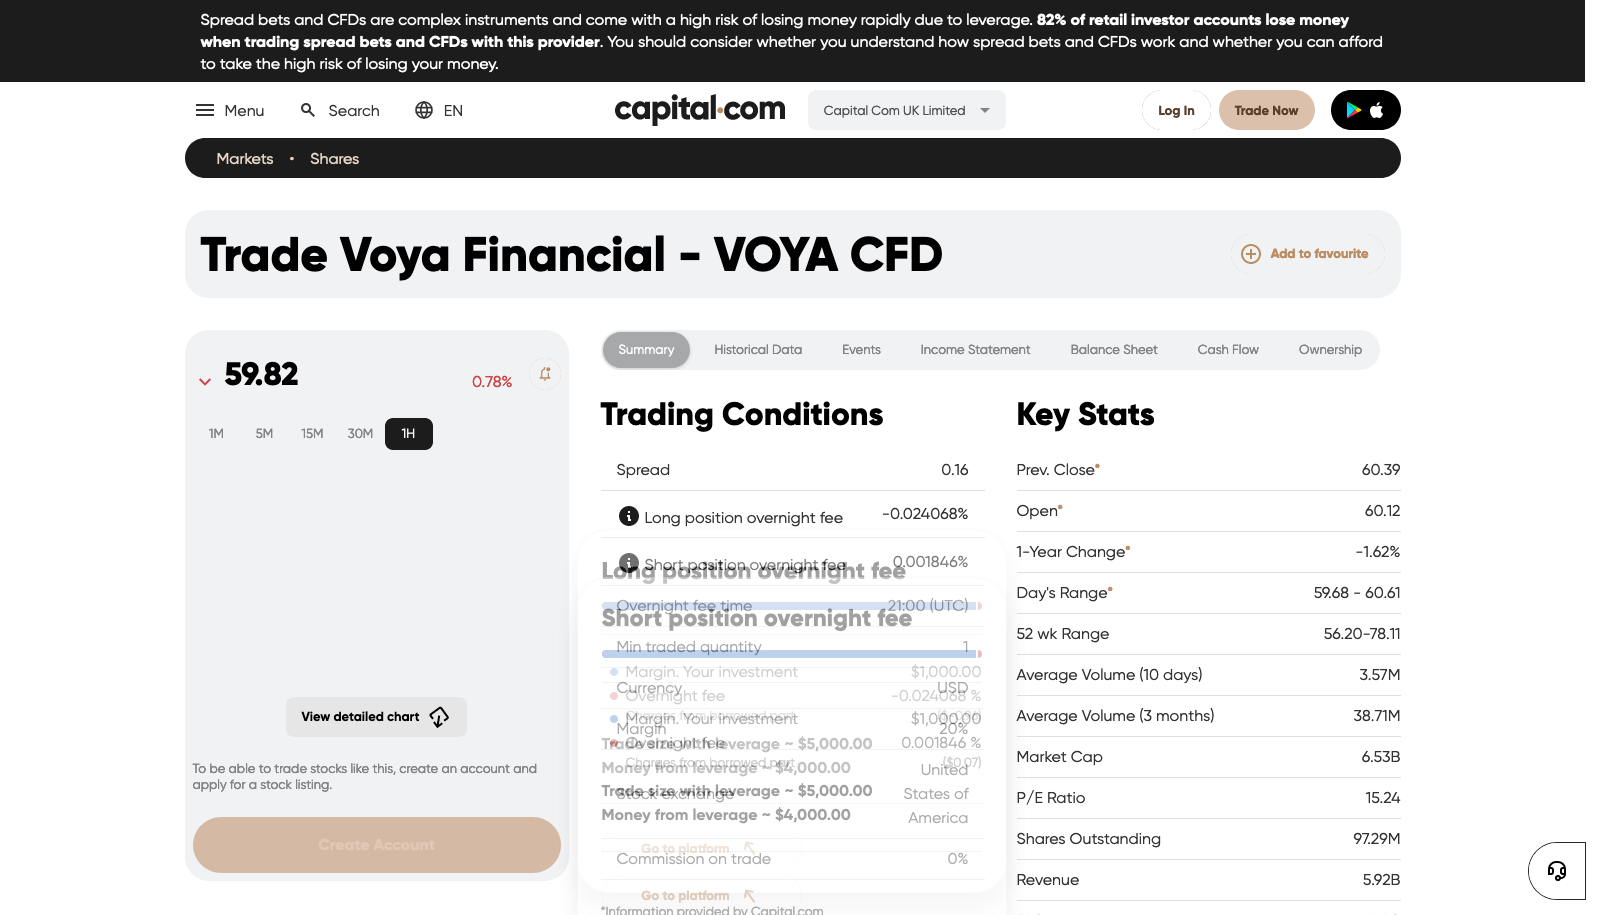 Spread bets and CFDs are complex instruments and come with a high risk of losing money rapidly due to leverage. 82% of retail investor accounts lose money
when trading spread bets and CFDs with this provider. You should consider whether you understand how spread bets and CFDs work and whether you can afford
to take the high risk of losing your money.
Menu Search EN capital.com Capital Com UK Limited Log In Trade Now
Markets • Shares
Trade Voya Financial - VOYA CFD
Add to favourite
59.82 0.78%
1M 5M 15M 30M 1H
View detailed chart
To be able to trade stocks like this, create an account and
apply for a stock listing.
Create Account
Summary Historical Data Events Income Statement Balance Sheet Cash Flow Ownership
Trading Conditions
Spread 0.16
Long position overnight fee -0.024068%
Short position overnight fee 0.001846%
Overnight fee time 21:00 (UTC)
Min traded quantity 1
Currency USD
Margin 20%
Stock exchange United
States of
America
Commission on trade 0%
*Information provided by Capital.com
Long position overnight fee
Margin. Your investment $1,000.00
Overnight fee -0.024068 %
Charges from borrowed part
Trade size with leverage ~ $5,000.00
Money from leverage ~ $4,000.00
Go to platform
Short position overnight fee
Margin. Your investment $1,000.00
Overnight fee 0.001846 %
Charges from borrowed part ($0.07)
Trade size with leverage ~ $5,000.00
Money from leverage ~ $4,000.00
Go to platform
Key Stats
Prev. Close* 60.39
Open* 60.12
1-Year Change* -1.62%
Day's Range* 59.68 - 60.61
52 wk Range 56.20-78.11
Average Volume (10 days) 3.57M
Average Volume (3 months) 38.71M
Market Cap 6.53B
P/E Ratio 15.24
Shares Outstanding 97.29M
Revenue 5.92B